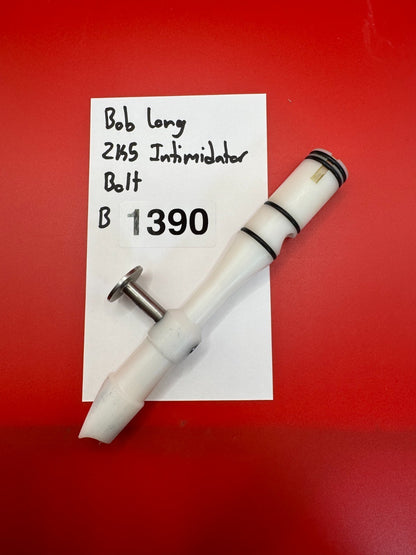 Bob Long
2K5 Intimidator
Bolt
B 1390